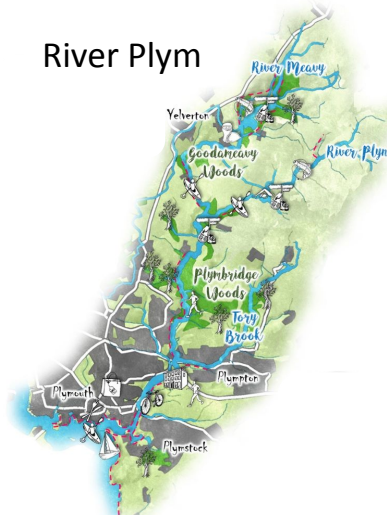 River Plym
River Meavy
Yelverton
Goodameavy
Woods
River Plym
Plymbridge
Woods
Tory
Brook
Plymouth
Plympton
Plymstock